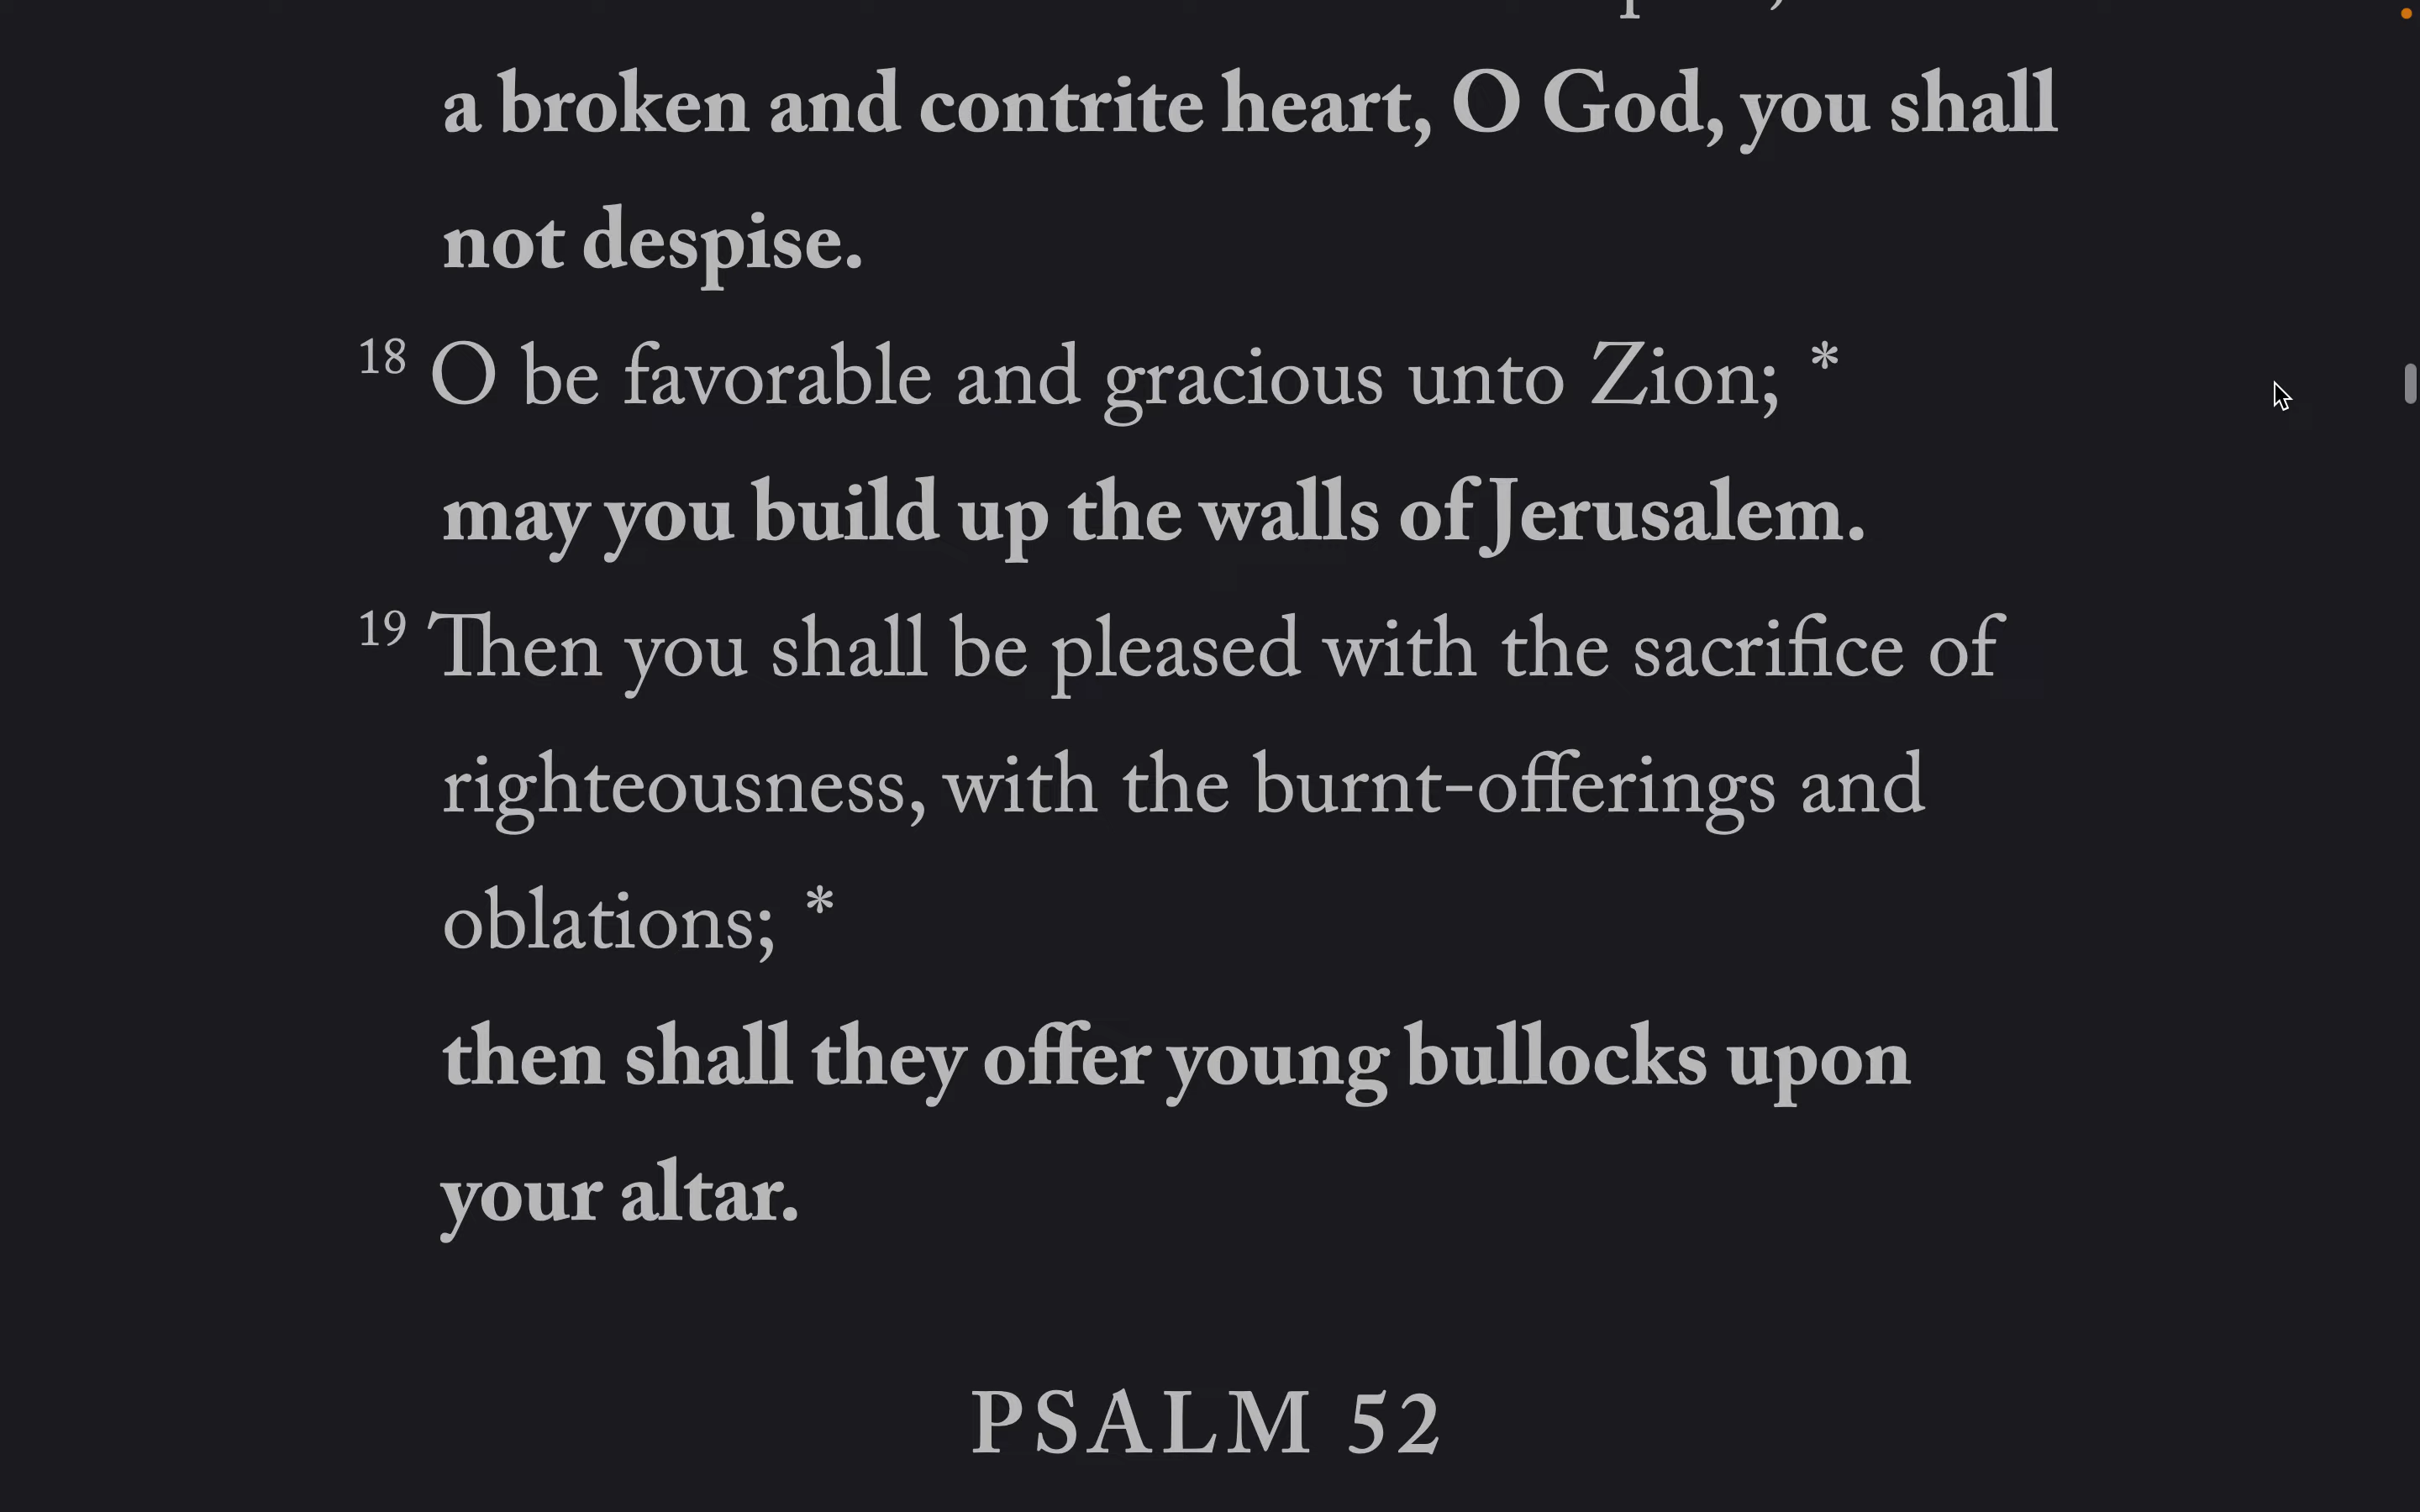 a broken and contrite heart, O God, you shall
not despise.
18 O be favorable and gracious unto Zion; *
may you build up the walls of Jerusalem.
19 Then you shall be pleased with the sacrifice of
righteousness, with the burnt-offerings and
oblations; *
then shall they offer young bullocks upon
your altar.
PSALM 52